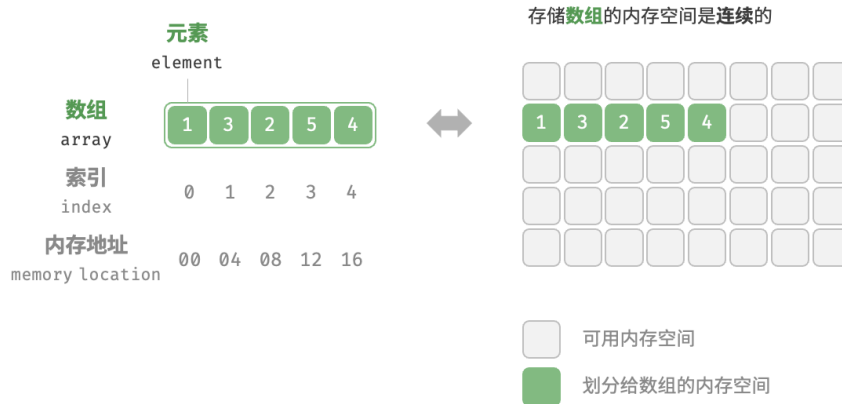 存储数组的内存空间是连续的
元素
element
数组
array
1 3 2 5 4
1 3 2 5 4
索引
index
0 1 2 3 4
内存地址
memory location
00 04 08 12 16
可用内存空间
划分给数组的内存空间